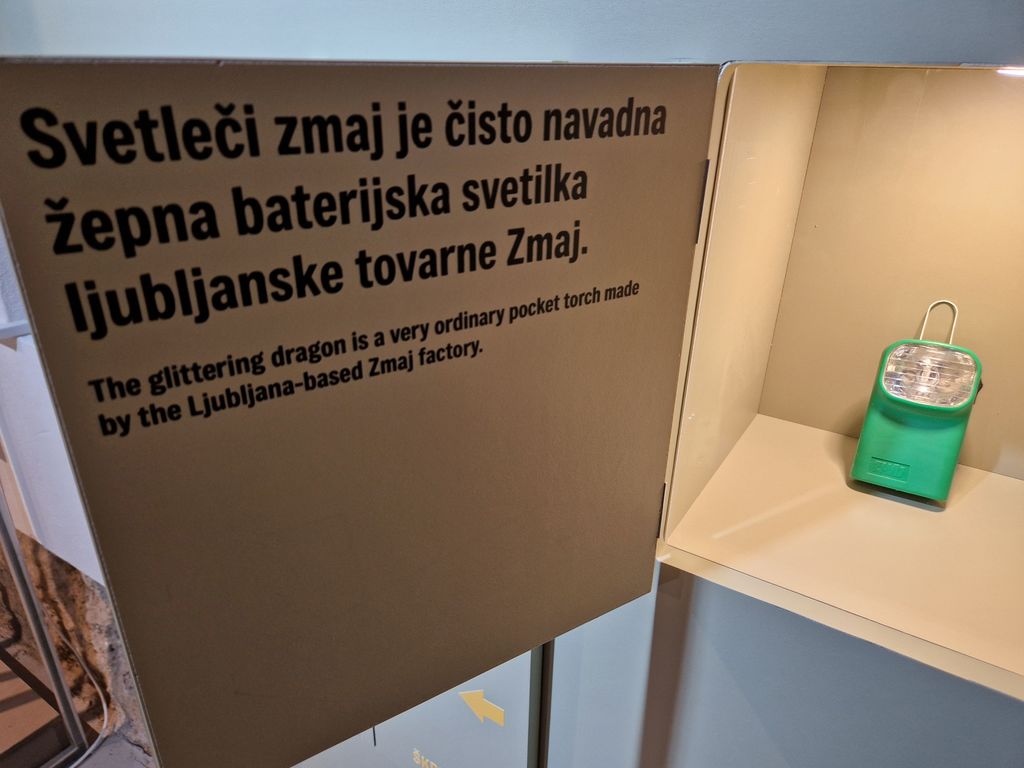 Svetleči zmaj je čisto navadna
žepna baterijska svetilka
ljubljanske tovarne Zmaj.
The glittering dragon is a very ordinary pocket torch made
by the Ljubljana-based Zmaj factory.